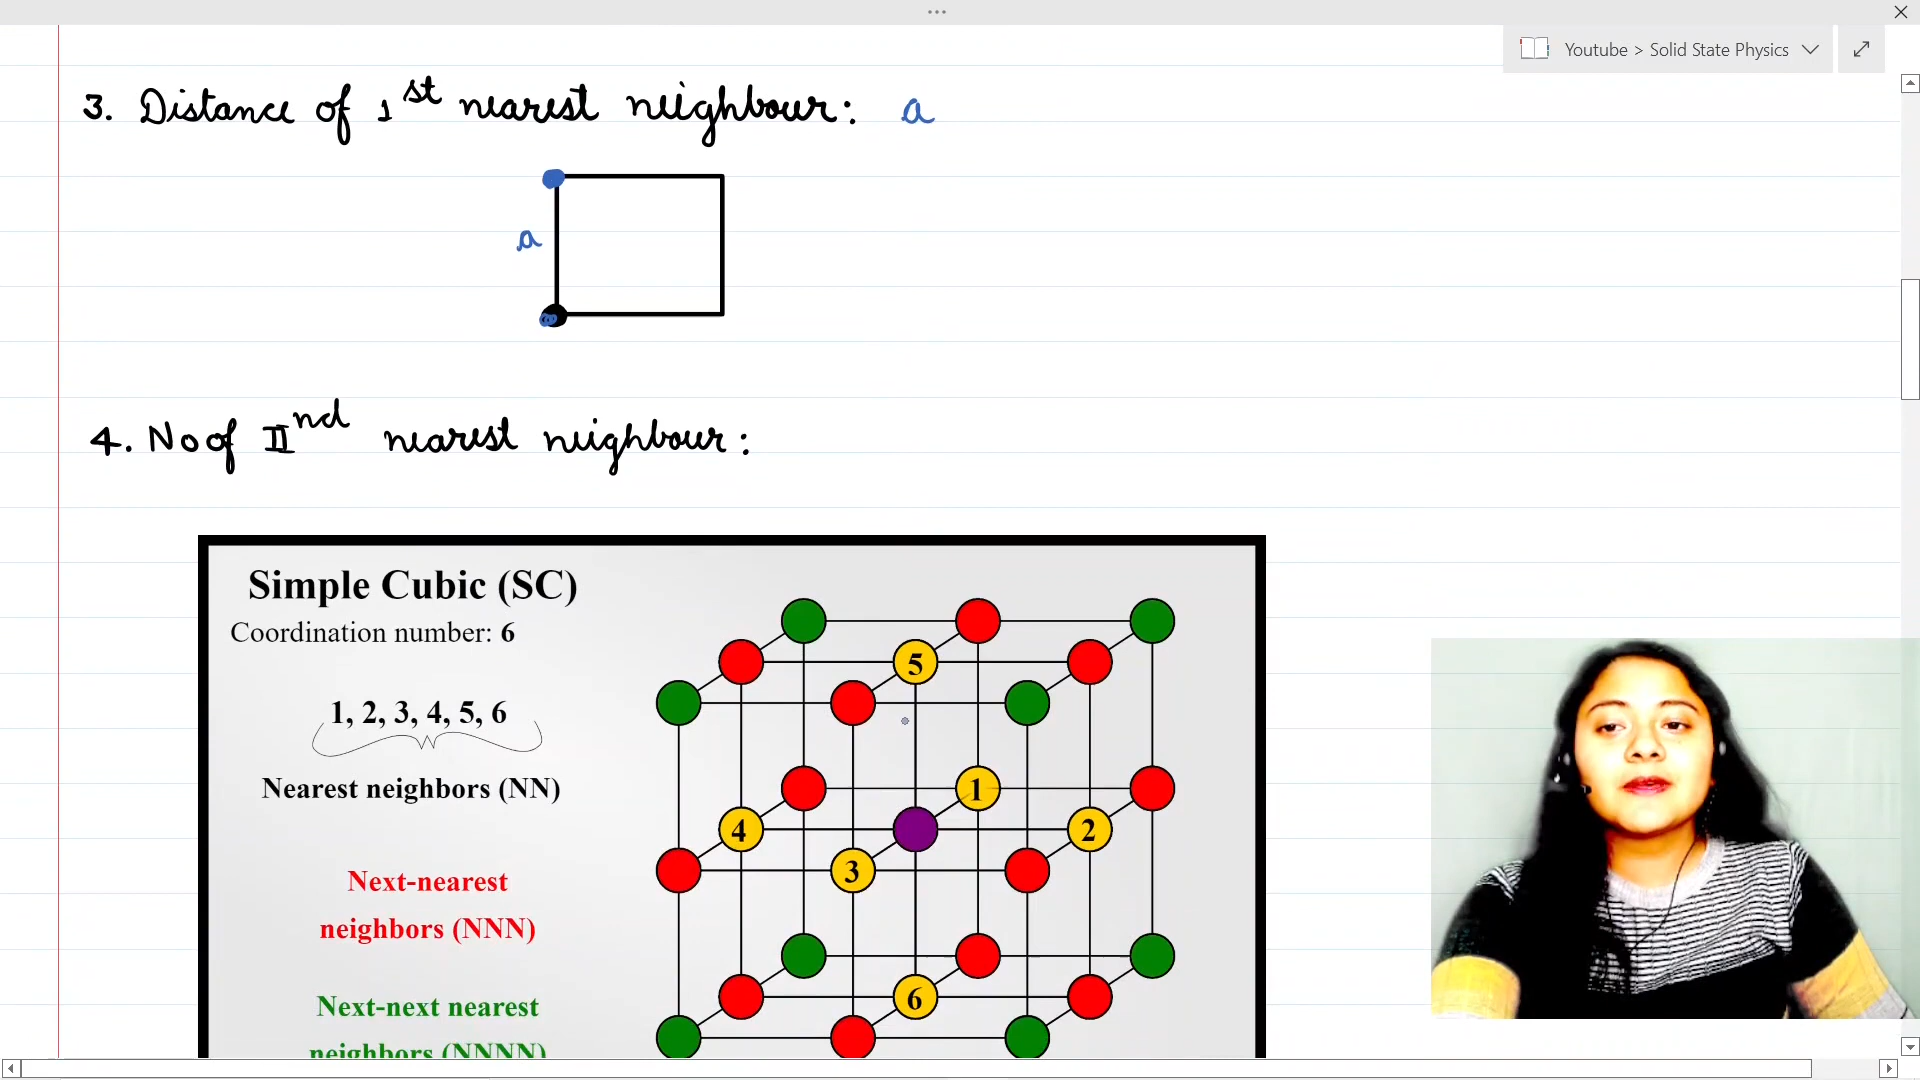 Youtube > Solid State Physics
3. Distance of 1st nearest neighbour: a
a
4. No of IInd nearest neighbour:
Simple Cubic (SC)
Coordination number: 6
1, 2, 3, 4, 5, 6
Nearest neighbors (NN)
Next-nearest
neighbors (NNN)
Next-next nearest
neighbors (NNNN)
5
1
4
2
3
6